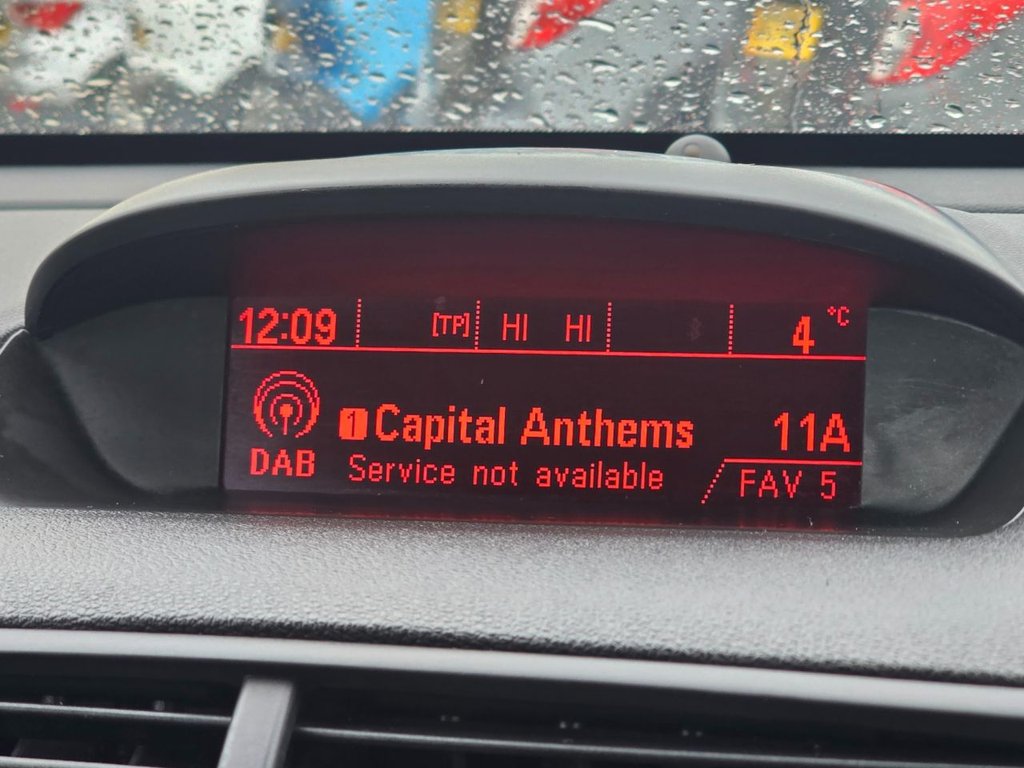 12:09 [TP] HI HI 4 °C
1 Capital Anthems 11A
DAB Service not available FAV 5